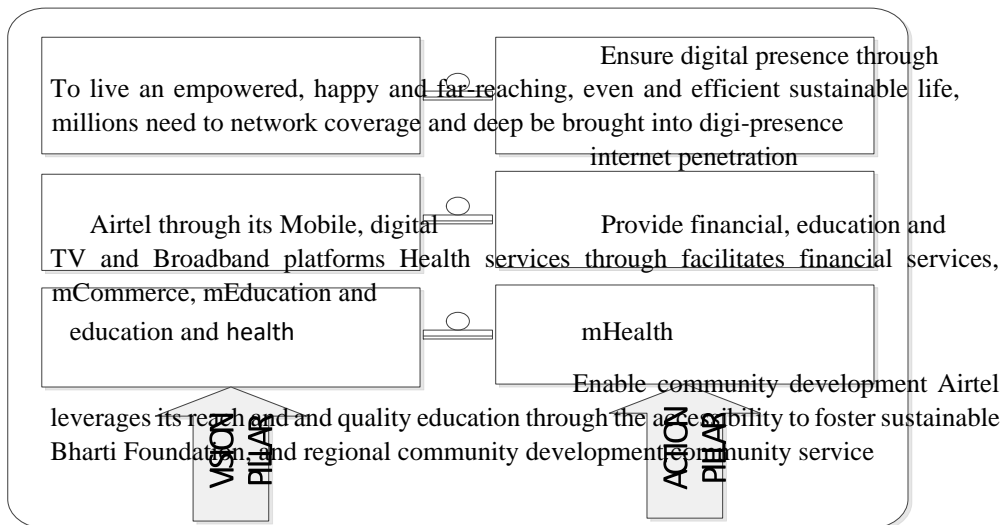 Ensure digital presence through
To live an empowered, happy and far-reaching, even and efficient sustainable life,
millions need to network coverage and deep be brought into digi-presence
internet penetration
Airtel through its Mobile, digital Provide financial, education and
TV and Broadband platforms Health services through facilitates financial services,
mCommerce, mEducation and
education and health mHealth
Enable community development Airtel
leverages its reach and and quality education through the accessibility to foster sustainable
Bharti Foundation, and regional community development community service
VISION
PILLAR
ACTION
PILLAR